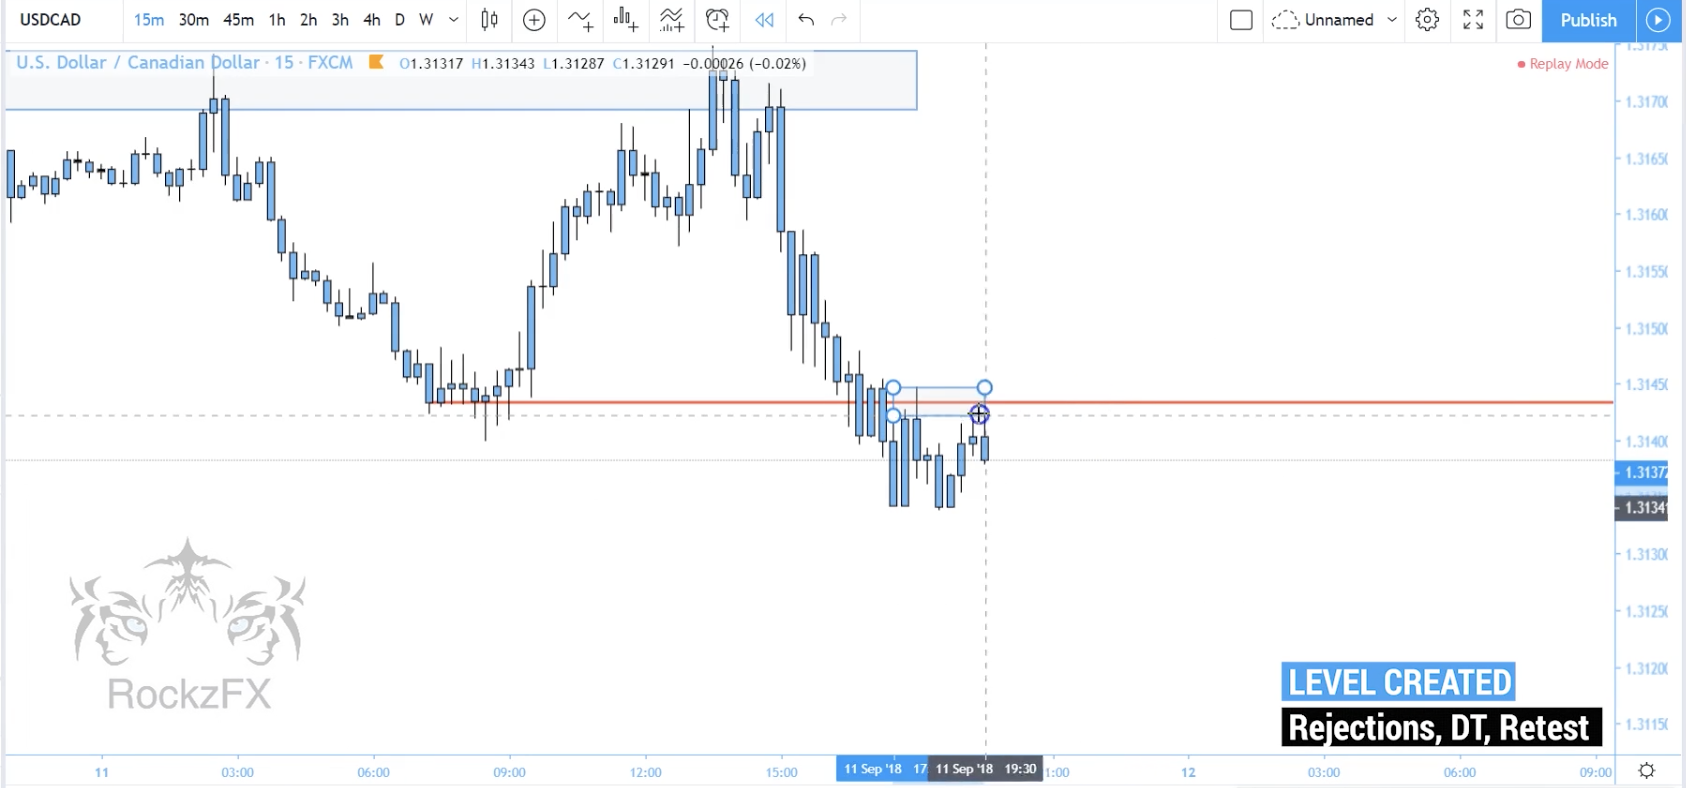 USDCAD 15m 30m 45m 1h 2h 3h 4h D W Unnamed Publish
U.S. Dollar / Canadian Dollar · 15 · FXCM O1.31317 H1.31343 L1.31287 C1.31291 −0.00026 (−0.02%)
Replay Mode
1.3170
1.3165
1.3160
1.3155
1.3150
1.3145
1.3140
1.3137
1.3134
1.3130
1.3125
1.3120
1.3115
RockzFX
LEVEL CREATED
Rejections, DT, Retest
11 03:00 06:00 09:00 12:00 15:00 11 Sep '18 17 11 Sep '18 19:30 1:00 12 03:00 06:00 09:00